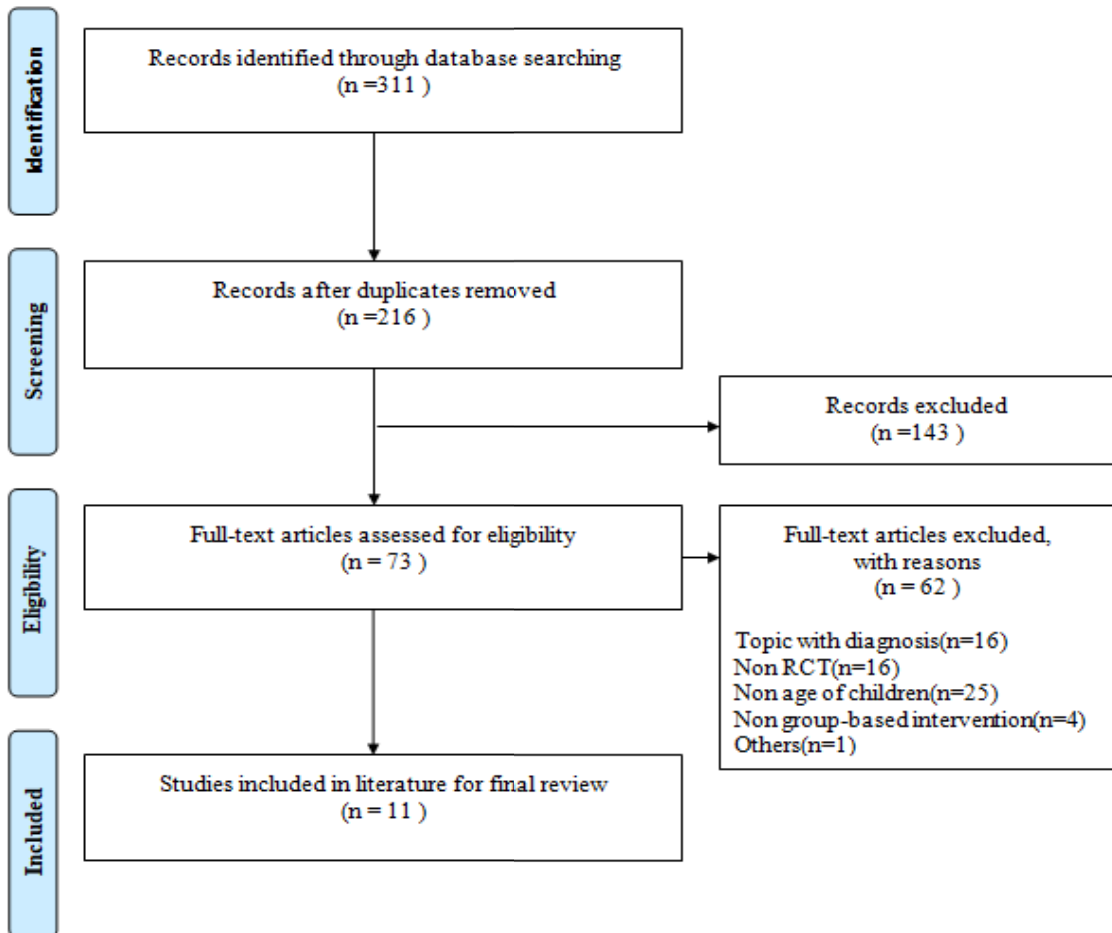 Identification
Records identified through database searching
(n =311 )
Screening
Records after duplicates removed
(n =216 )
Records excluded
(n =143 )
Eligibility
Full-text articles assessed for eligibility
(n = 73 )
Full-text articles excluded,
with reasons
(n = 62 )
Topic with diagnosis(n=16)
Non RCT(n=16)
Non age of children(n=25)
Non group-based intervention(n=4)
Others(n=1)
Included
Studies included in literature for final review
(n = 11 )